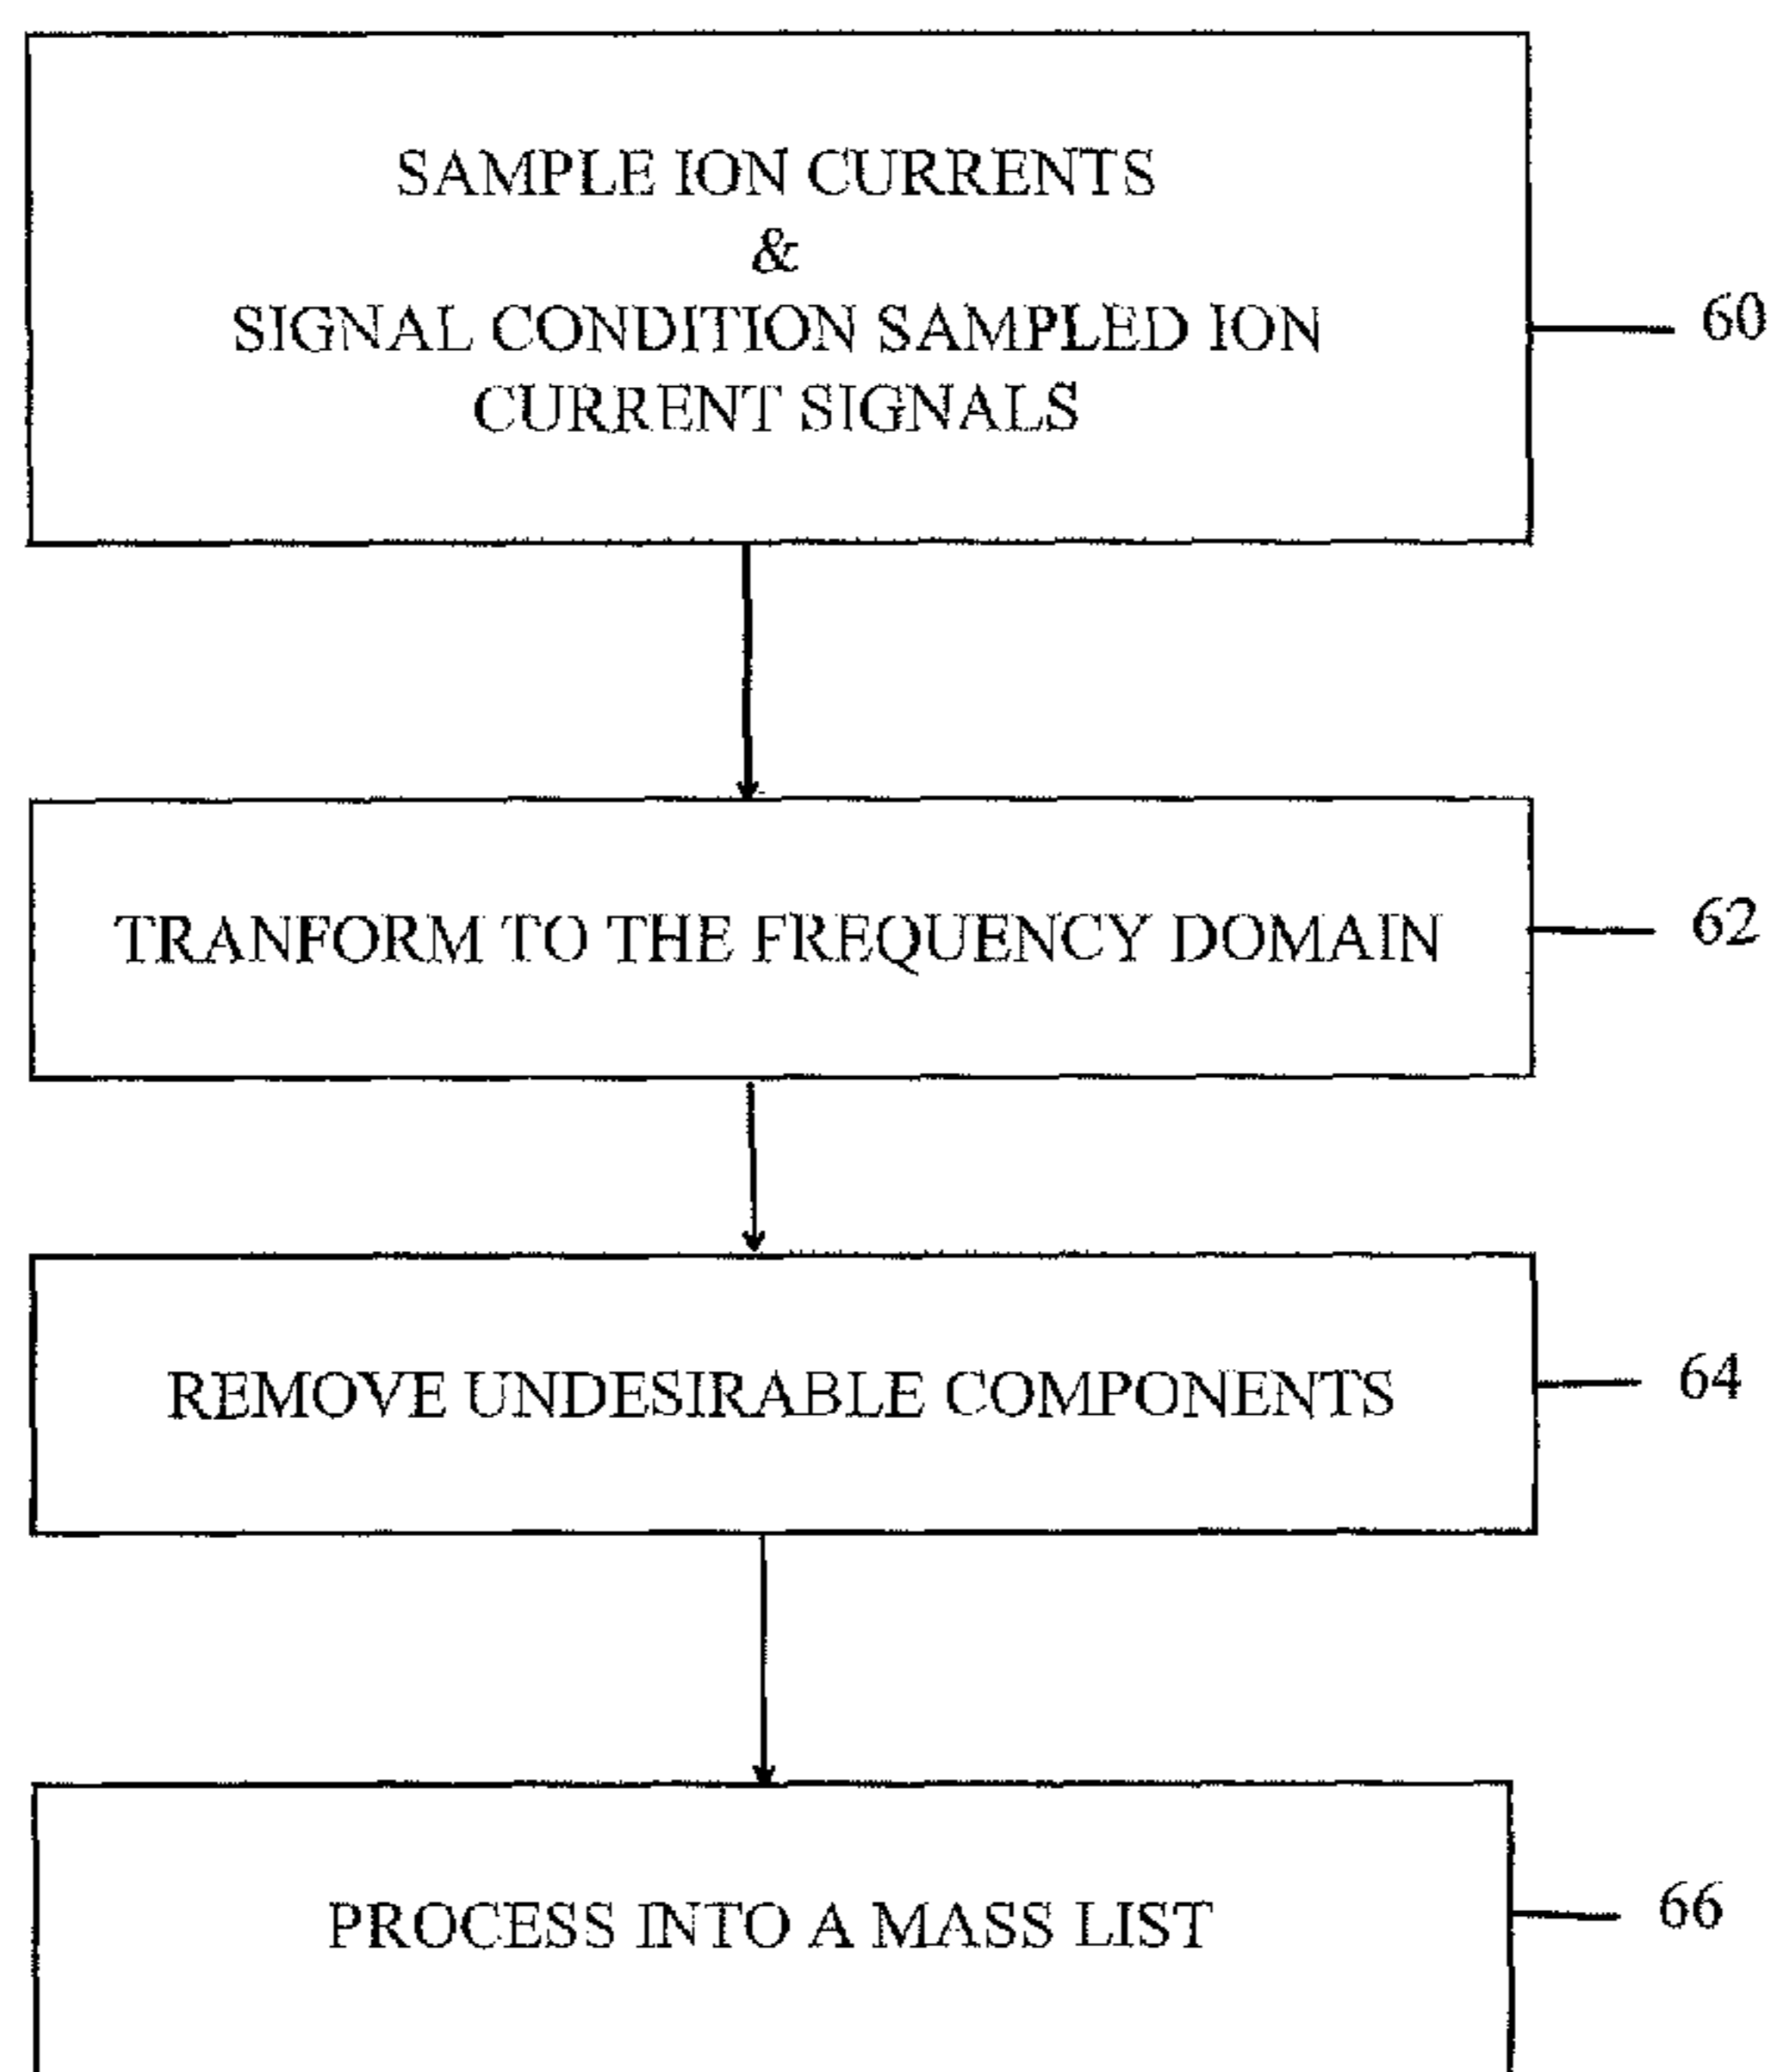 SAMPLE ION CURRENTS
&
SIGNAL CONDITION SAMPLED ION
CURRENT SIGNALS
60
TRANFORM TO THE FREQUENCY DOMAIN
62
REMOVE UNDESIRABLE COMPONENTS
64
PROCESS INTO A MASS LIST
66